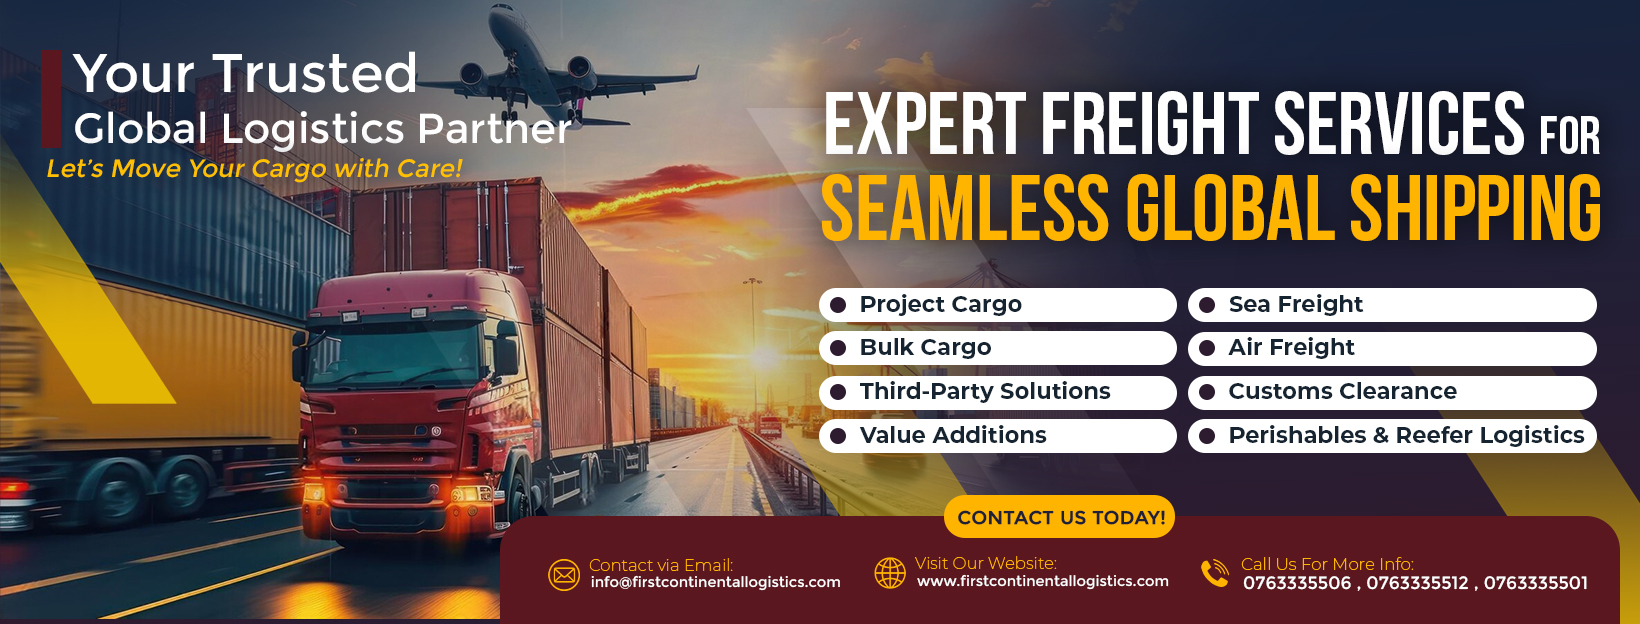 Your Trusted
Global Logistics Partner
Let's Move Your Cargo with Care!
EXPERT FREIGHT SERVICES FOR
SEAMLESS GLOBAL SHIPPING
Project Cargo
Bulk Cargo
Third-Party Solutions
Value Additions
Sea Freight
Air Freight
Customs Clearance
Perishables & Reefer Logistics
CONTACT US TODAY!
Contact via Email:
info@firstcontinentallogistics.com
Visit Our Website:
www.firstcontinentallogistics.com
Call Us For More Info:
0763335506 , 0763335512 , 0763335501